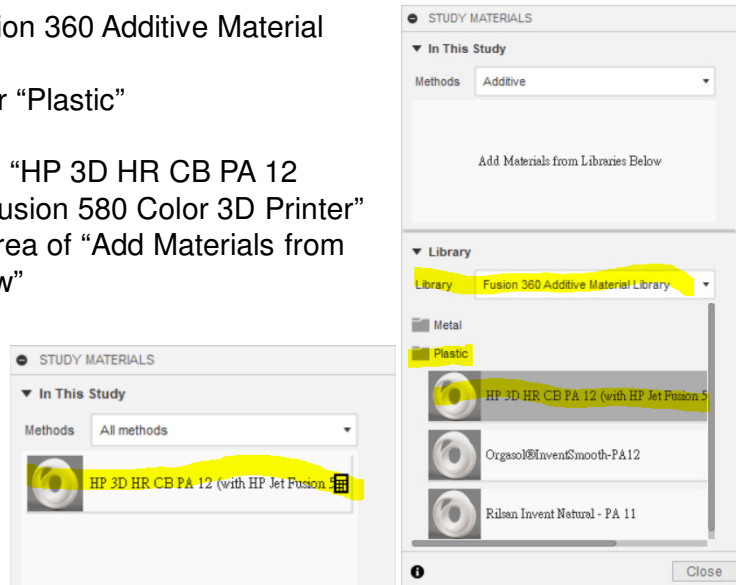 ion 360 Additive Material
r “Plastic”
“HP 3D HR CB PA 12
usion 580 Color 3D Printer”
rea of “Add Materials from
w”
STUDY MATERIALS
▼ In This Study
Methods All methods
HP 3D HR CB PA 12 (with HP Jet Fusion 5
STUDY MATERIALS
▼ In This Study
Methods Additive
Add Materials from Libraries Below
▼ Library
Library Fusion 360 Additive Material Library
Metal
Plastic
HP 3D HR CB PA 12 (with HP Jet Fusion 5
Orgasol®InventSmooth-PA12
Rilsan Invent Natural - PA 11
Close